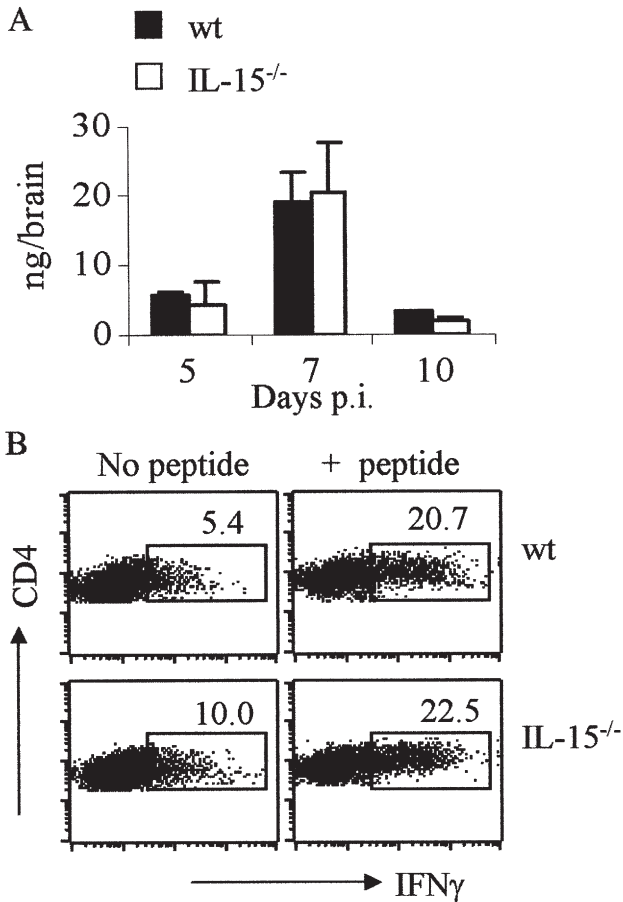 A
wt
IL-15-/-
30
20
10
0
ng/brain
5 7 10
Days p.i.
B
No peptide + peptide
5.4 20.7
wt
CD4
10.0 22.5
IL-15-/-
IFNγ